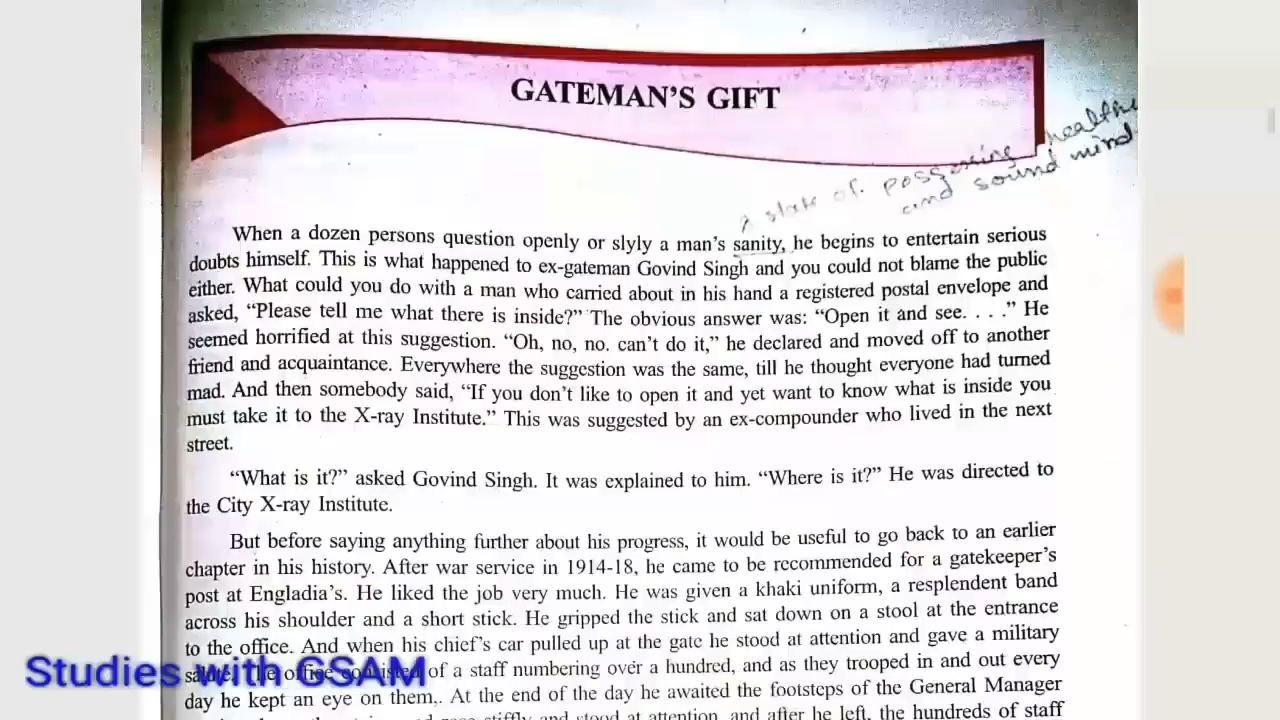 GATEMAN'S GIFT
a state of possessing healthy
and sound mind
When a dozen persons question openly or slyly a man's sanity, he begins to entertain serious
doubts himself. This is what happened to ex-gateman Govind Singh and you could not blame the public
either. What could you do with a man who carried about in his hand a registered postal envelope and
asked, "Please tell me what there is inside?" The obvious answer was: "Open it and see. . . ." He
seemed horrified at this suggestion. "Oh, no, no. can't do it," he declared and moved off to another
friend and acquaintance. Everywhere the suggestion was the same, till he thought everyone had turned
mad. And then somebody said, "If you don't like to open it and yet want to know what is inside you
must take it to the X-ray Institute." This was suggested by an ex-compounder who lived in the next
street.
"What is it?" asked Govind Singh. It was explained to him. "Where is it?" He was directed to
the City X-ray Institute.
But before saying anything further about his progress, it would be useful to go back to an earlier
chapter in his history. After war service in 1914-18, he came to be recommended for a gatekeeper's
post at Engladia's. He liked the job very much. He was given a khaki uniform, a resplendent band
across his shoulder and a short stick. He gripped the stick and sat down on a stool at the entrance
to the office. And when his chief's car pulled up at the gate he stood at attention and gave a military
of a staff numbering over a hundred, and as they trooped in and out every
Studies with GSAM
day he kept an eye on them,. At the end of the day he awaited the footsteps of the General Manager
stiffly and stood at attention, and after he left, the hundreds of staff